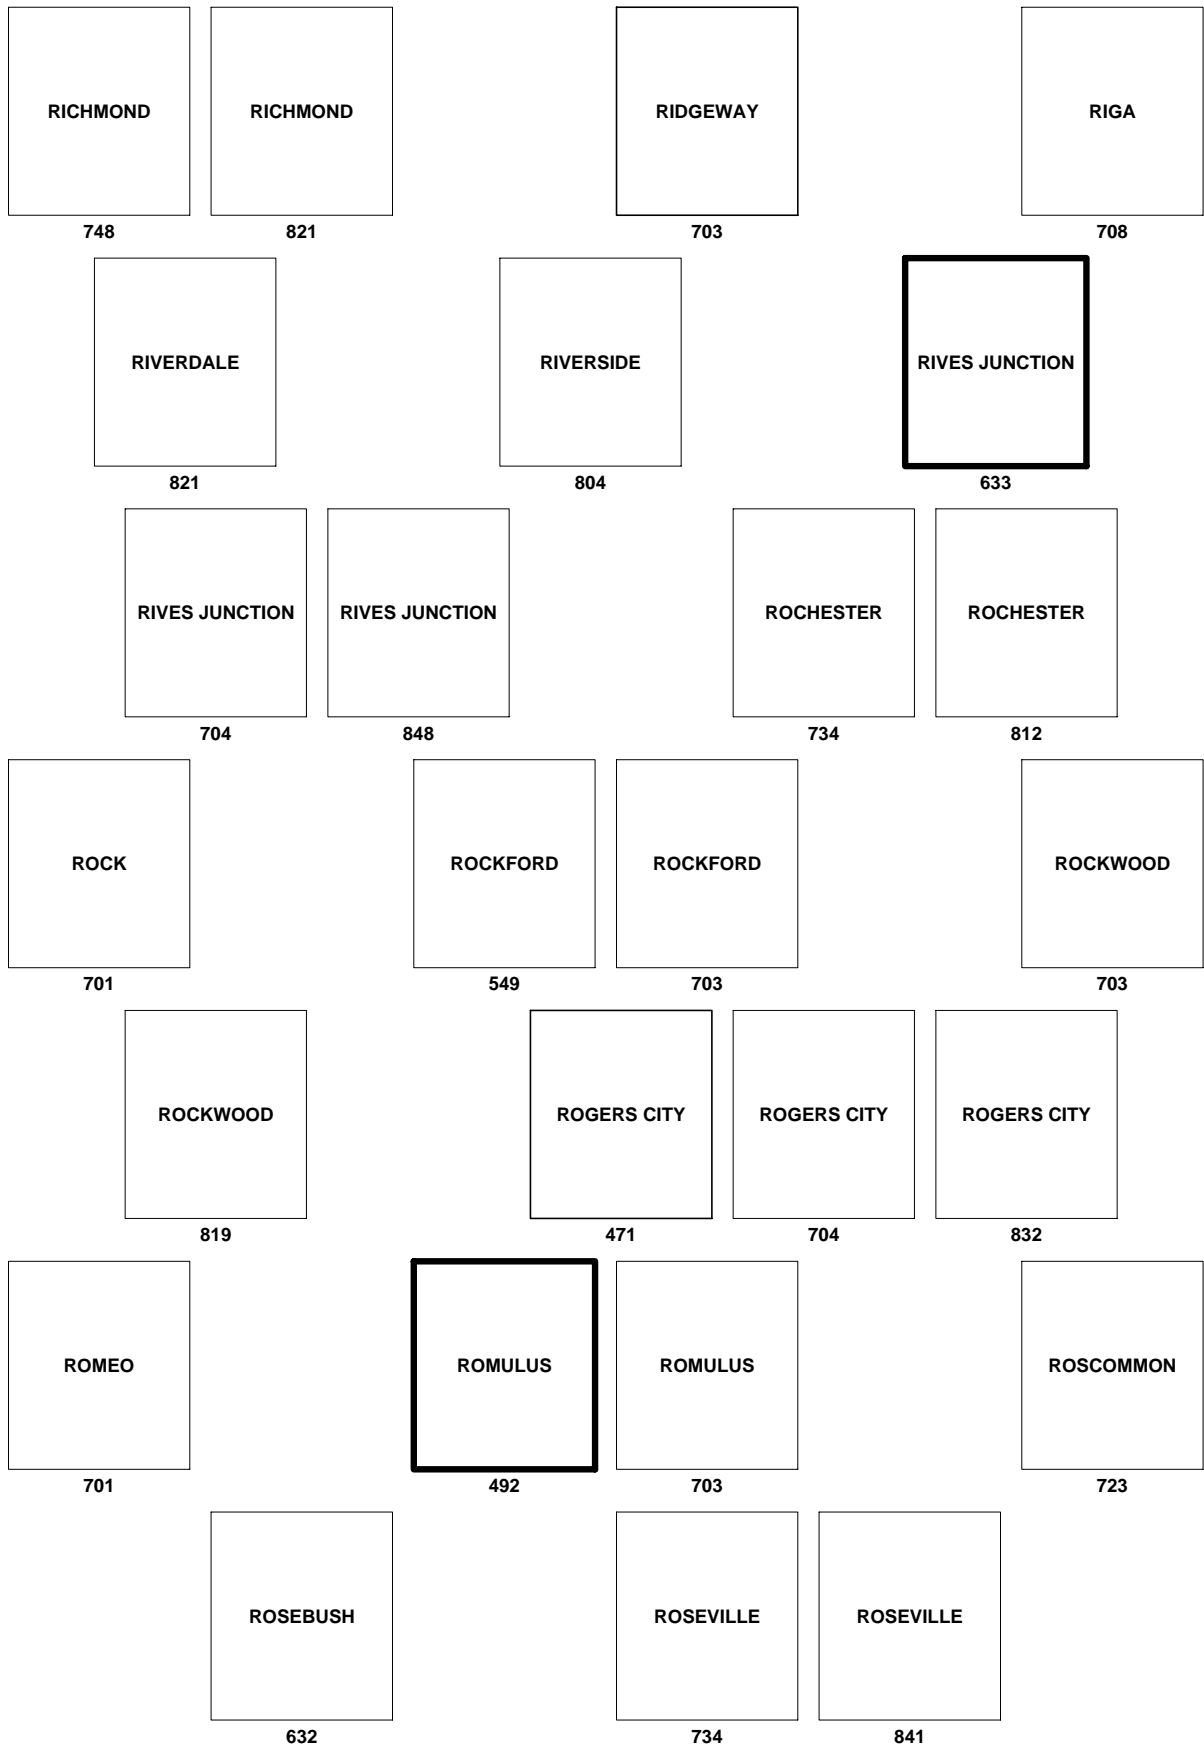 RICHMOND RICHMOND RIDGEWAY RIGA
748 821 703 708
RIVERDALE RIVERSIDE RIVES JUNCTION
821 804 633
RIVES JUNCTION RIVES JUNCTION ROCHESTER ROCHESTER
704 848 734 812
ROCK ROCKFORD ROCKFORD ROCKWOOD
701 549 703 703
ROCKWOOD ROGERS CITY ROGERS CITY ROGERS CITY
819 471 704 832
ROMEO ROMULUS ROMULUS ROSCOMMON
701 492 703 723
ROSEBUSH ROSEVILLE ROSEVILLE
632 734 841